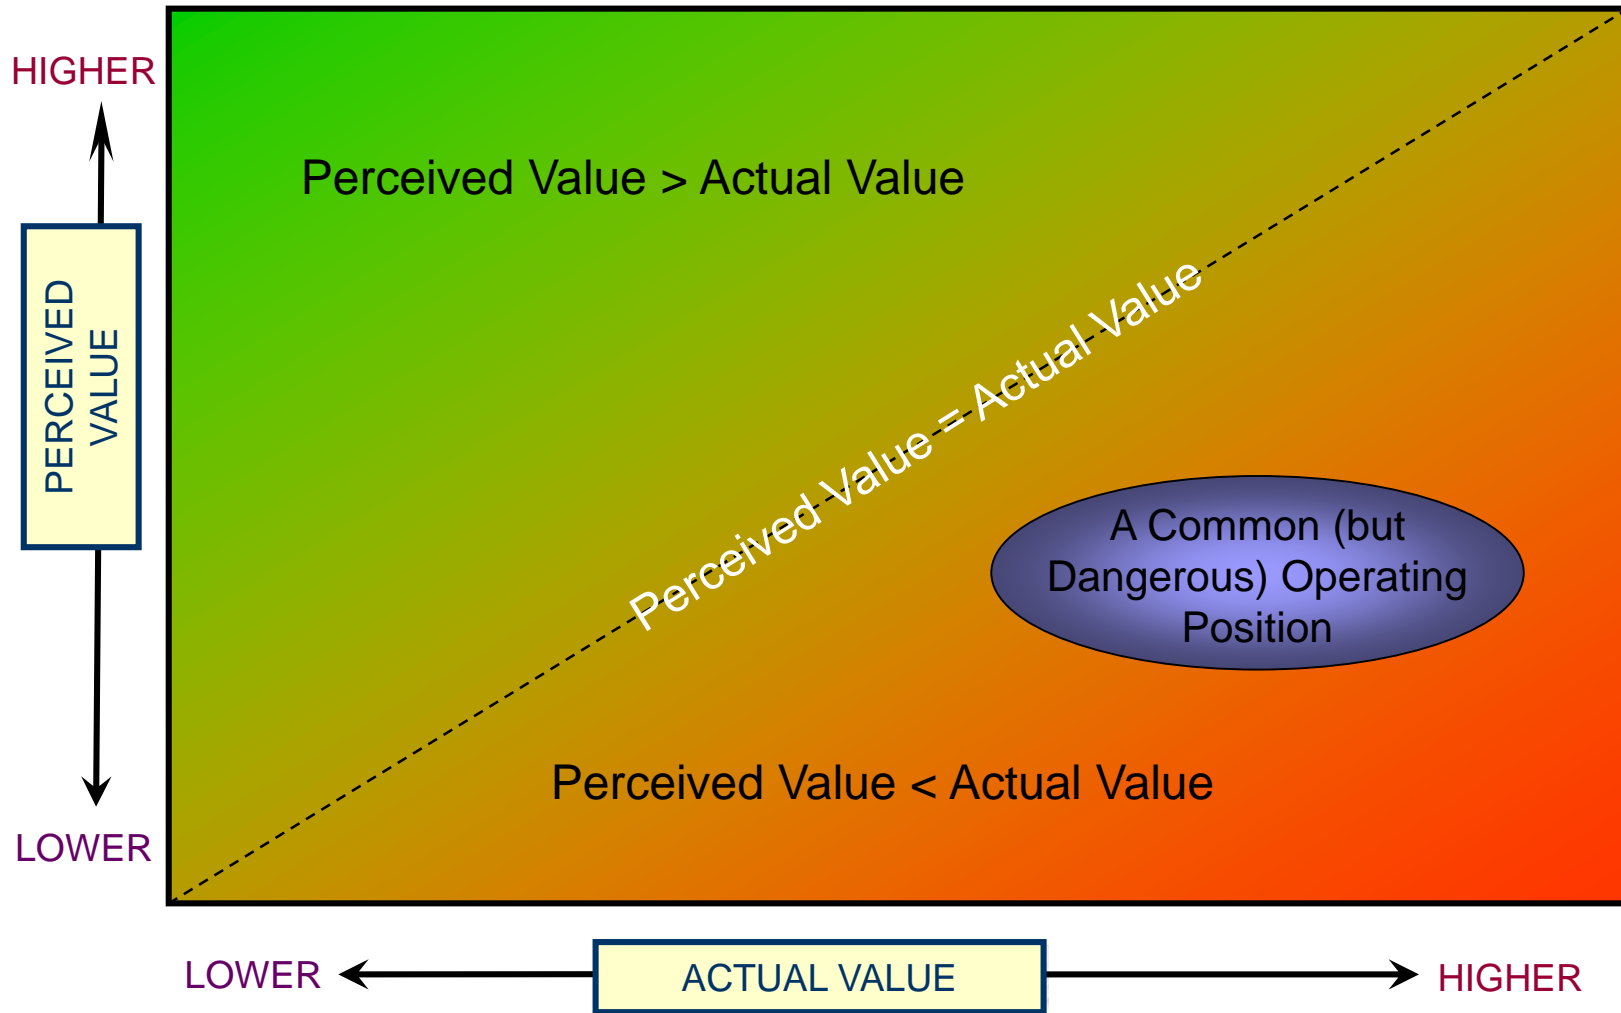 HIGHER
Perceived Value > Actual Value
PERCEIVED
VALUE
Perceived Value = Actual Value
A Common (but
Dangerous) Operating
Position
Perceived Value < Actual Value
LOWER
LOWER
ACTUAL VALUE
HIGHER